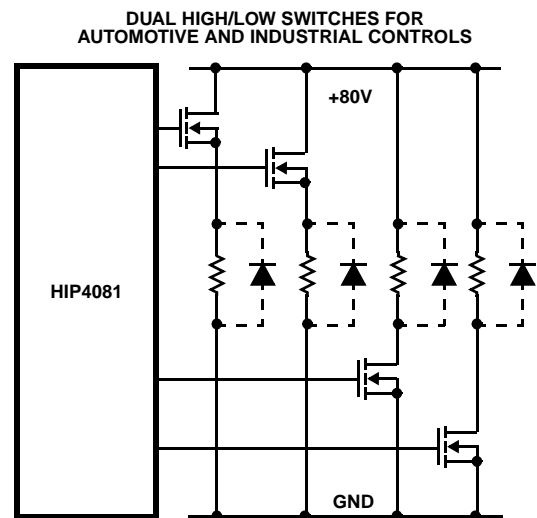 DUAL HIGH/LOW SWITCHES FOR
AUTOMOTIVE AND INDUSTRIAL CONTROLS
+80V
HIP4081
GND